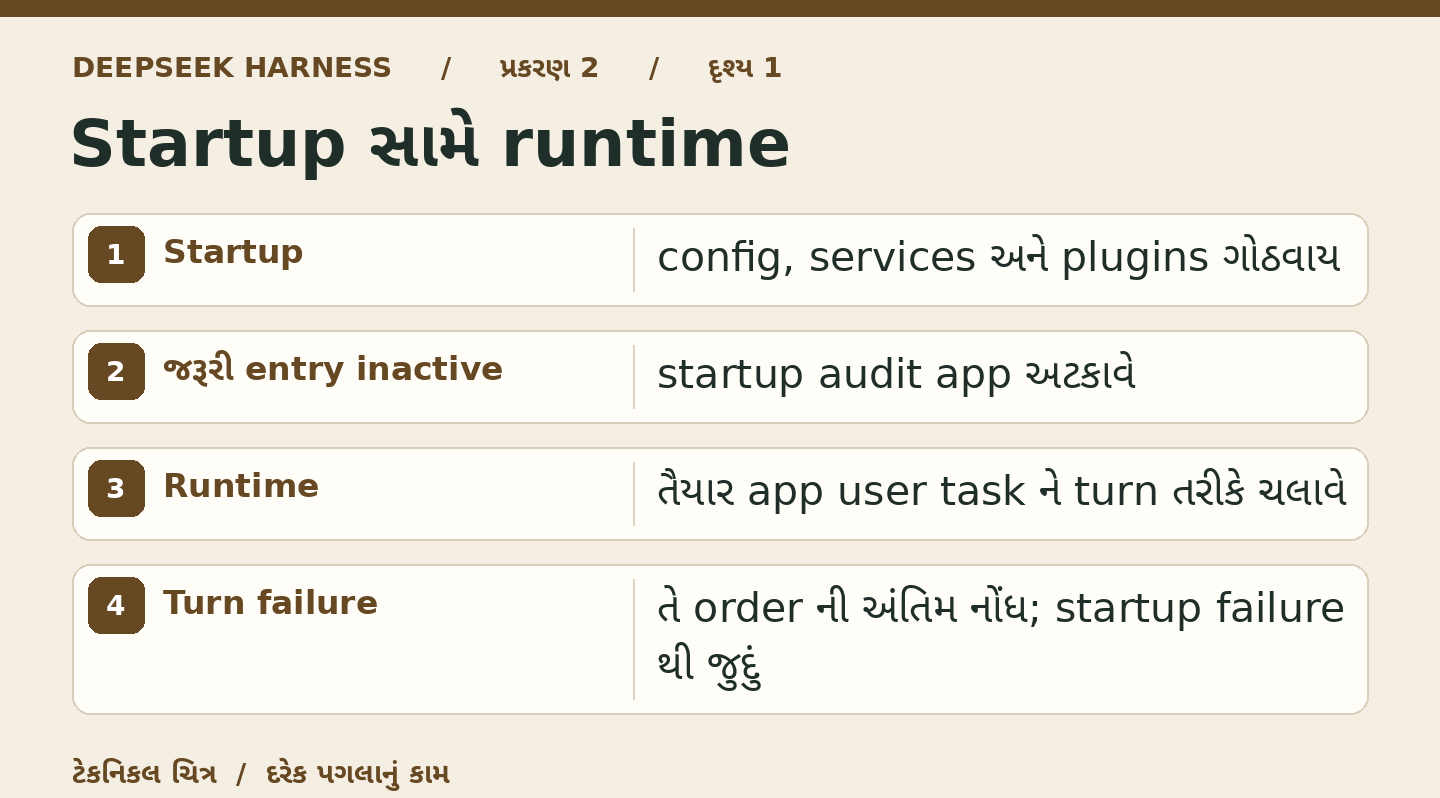 DEEPSEEK HARNESS / પ્રકરણ 2 / દૃશ્ય 1
Startup સામે runtime
1 Startup config, services અને plugins ગોઠવાય
2 જરૂરી entry inactive startup audit app અટકાવે
3 Runtime તૈયાર app user task ને turn તરીકે ચલાવે
4 Turn failure તે order ની અંતિમ નોંધ; startup failure
થી જુદું
ટેકનિકલ ચિત્ર / દરેક પગલાનું કામ